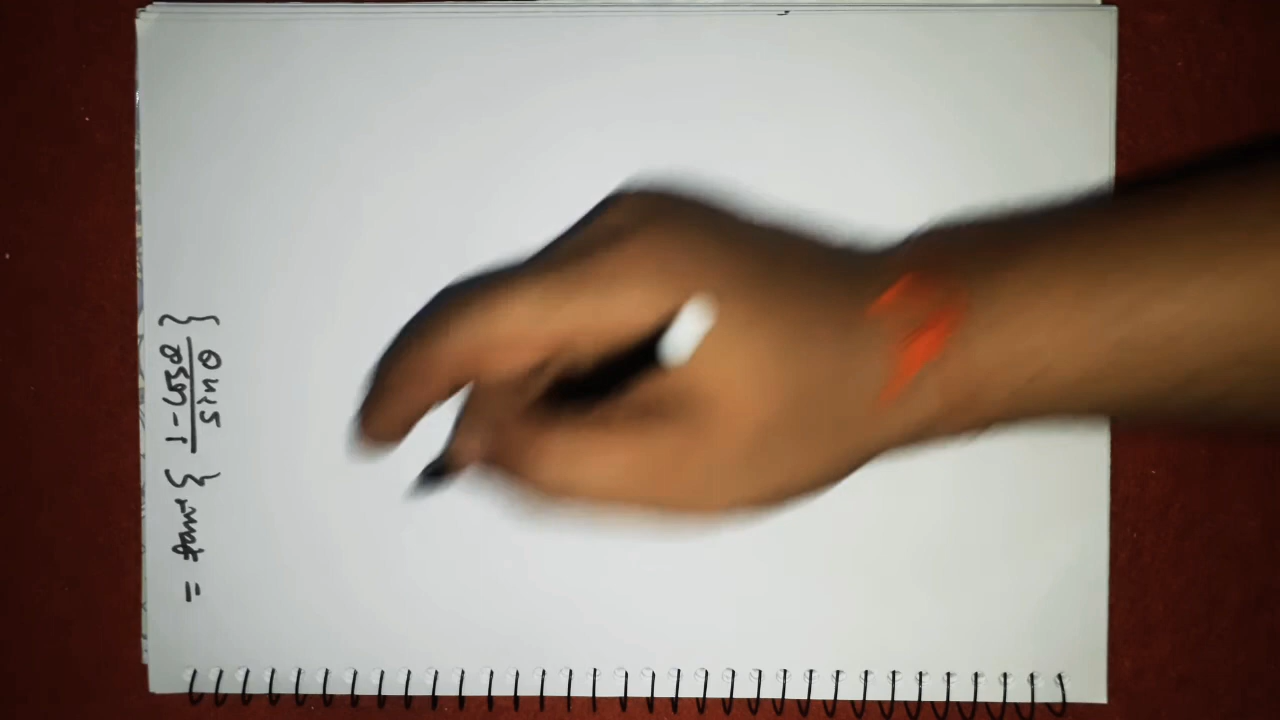 = tan⁻¹ { (1 - cosθ) / sinθ }